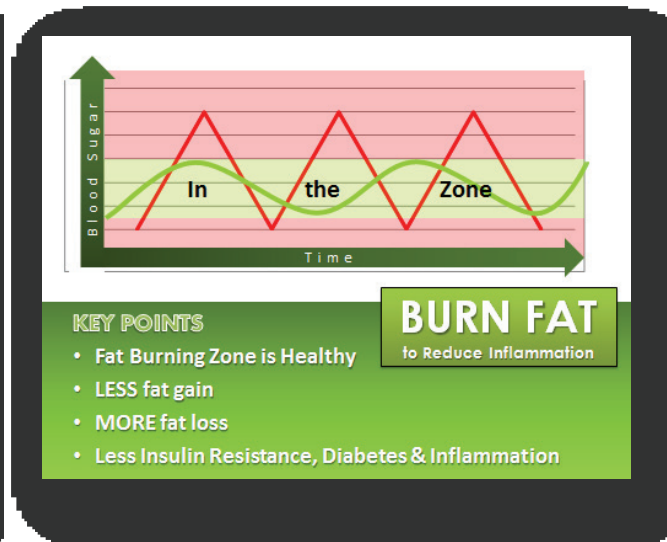 Blood Sugar
In the Zone
Time
KEY POINTS
• Fat Burning Zone is Healthy
• LESS fat gain
• MORE fat loss
• Less Insulin Resistance, Diabetes & Inflammation
BURN FAT
to Reduce Inflammation